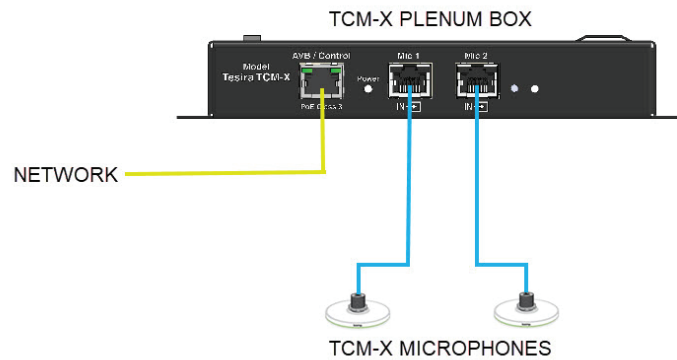 TCM-X PLENUM BOX
AVB / Control
Mic 1
Mic 2
Model
Tesira TCM-X
Power
PoE Class 3
IN
IN
NETWORK
TCM-X MICROPHONES